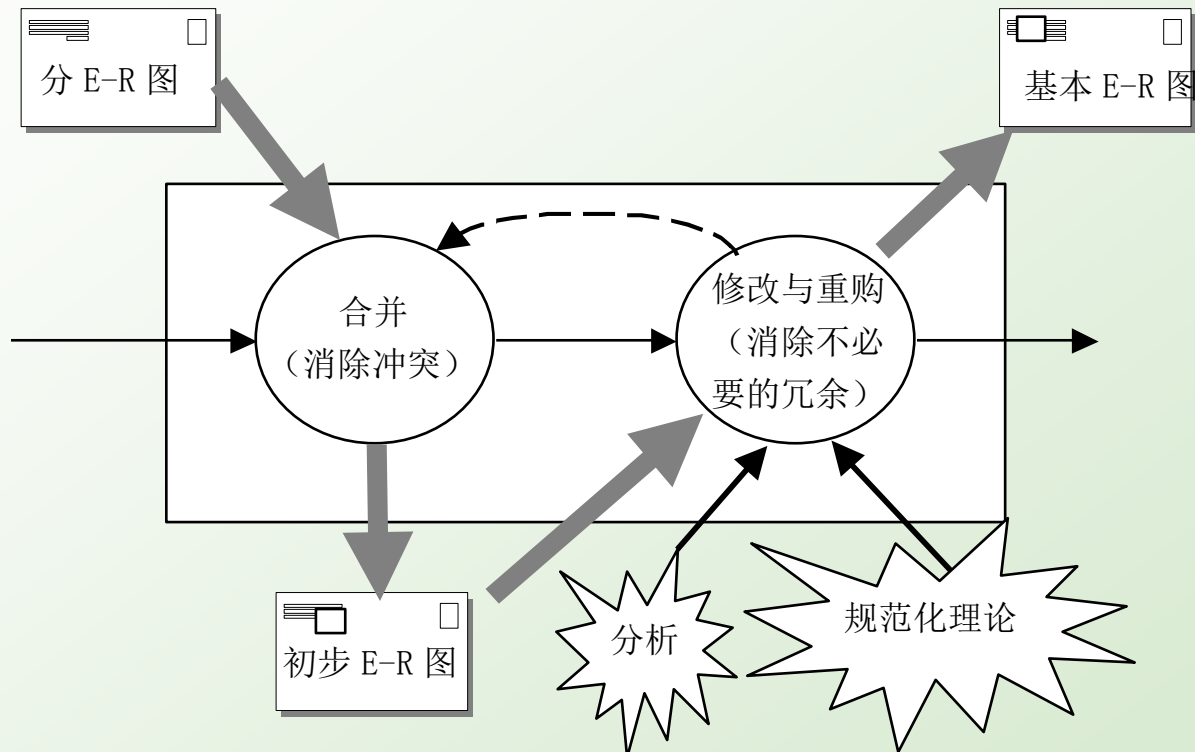 分 E-R 图
基本 E-R 图
合并
（消除冲突）
修改与重购
（消除不必
要的冗余）
初步 E-R 图
分析
规范化理论